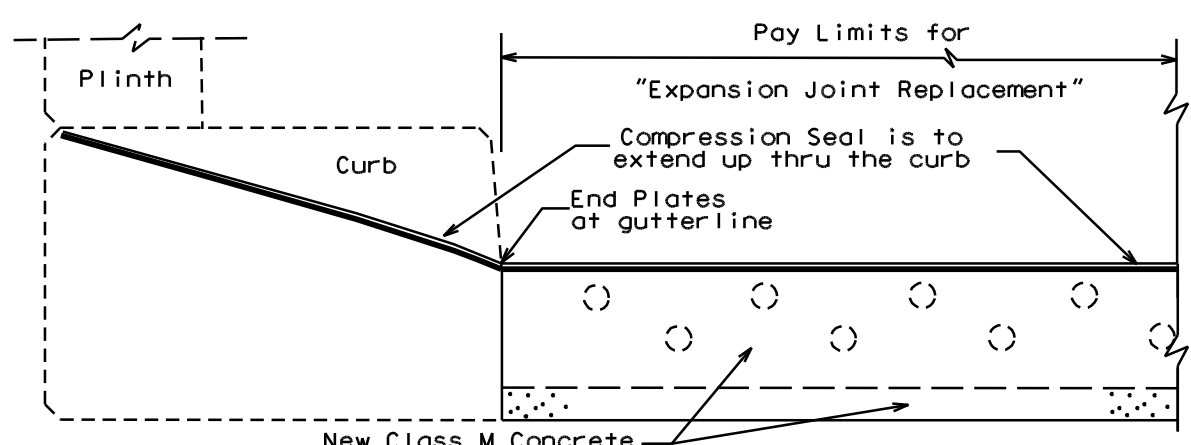 Pay Limits for
"Expansion Joint Replacement"
Plinth
Compression Seal is to
extend up thru the curb
Curb
End Plates
at gutterline
New Class M Concrete